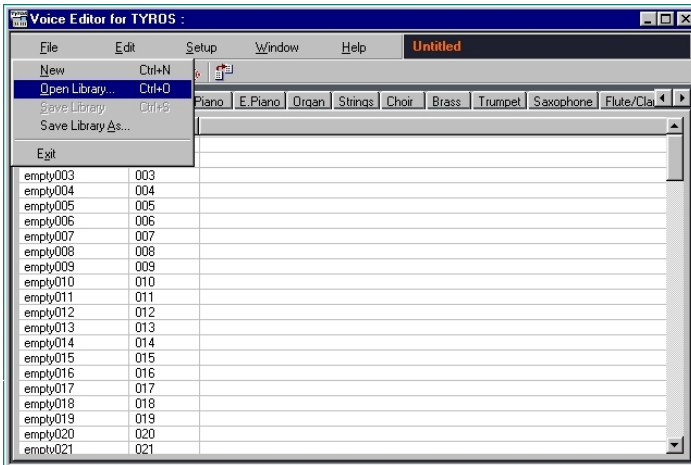 Voice Editor for TYROS :
File Edit Setup Window Help Untitled
New Ctrl+N
Open Library... Ctrl+O
Save Library Ctrl+S
Save Library As...
Exit
Piano E.Piano Organ Strings Choir Brass Trumpet Saxophone Flute/Cla
empty003 003
empty004 004
empty005 005
empty006 006
empty007 007
empty008 008
empty009 009
empty010 010
empty011 011
empty012 012
empty013 013
empty014 014
empty015 015
empty016 016
empty017 017
empty018 018
empty019 019
empty020 020
empty021 021